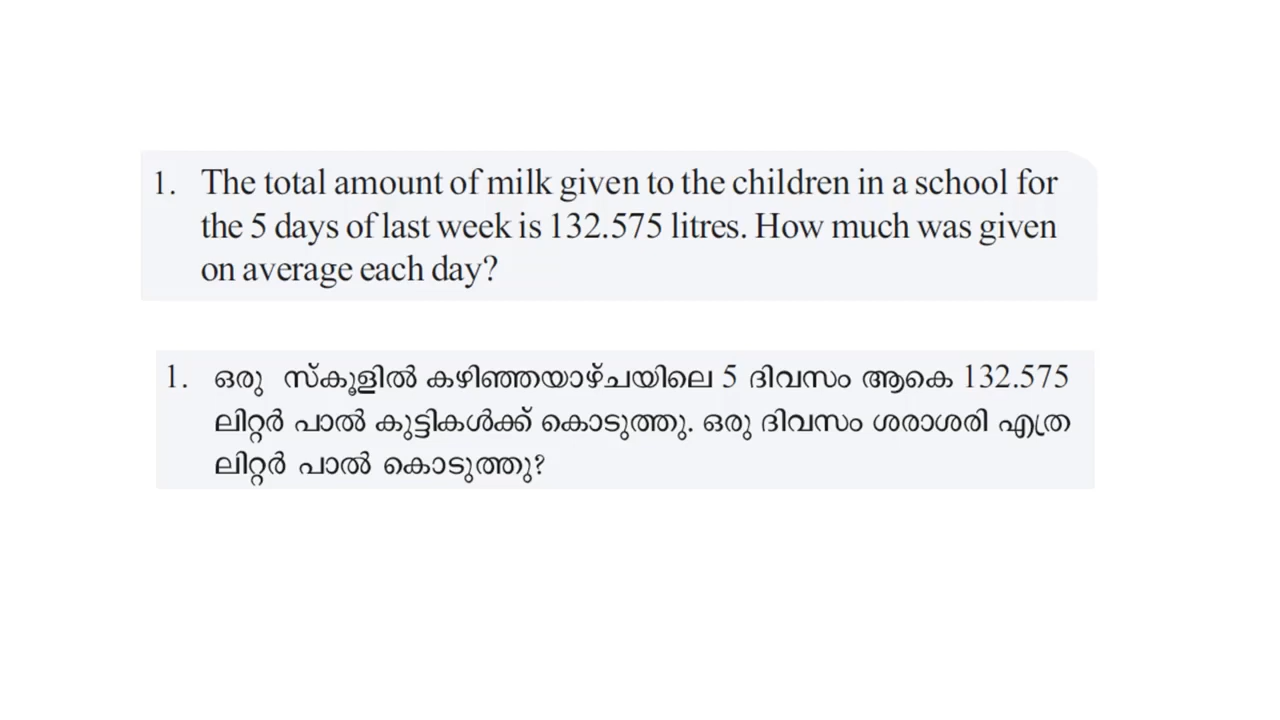 1. The total amount of milk given to the children in a school for
the 5 days of last week is 132.575 litres. How much was given
on average each day?
1. ഒരു സ്കൂളിൽ കഴിഞ്ഞയാഴ്ചയിലെ 5 ദിവസം ആകെ 132.575
ലിറ്റർ പാൽ കുട്ടികൾക്ക് കൊടുത്തു. ഒരു ദിവസം ശരാശരി എത്ര
ലിറ്റർ പാൽ കൊടുത്തു?